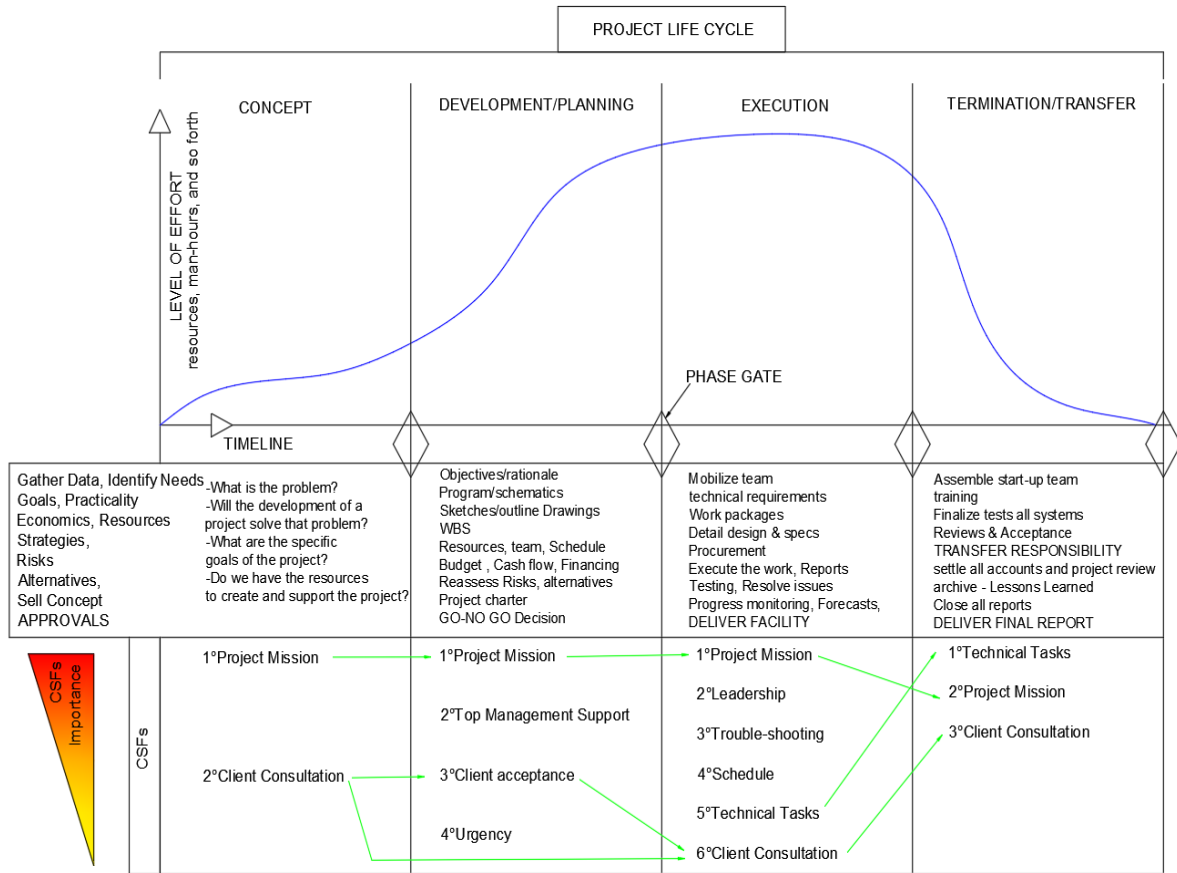 PROJECT LIFE CYCLE
CONCEPT
DEVELOPMENT/PLANNING
EXECUTION
TERMINATION/TRANSFER
LEVEL OF EFFORT
resources, man-hours, and so forth
PHASE GATE
TIMELINE
Gather Data, Identify Needs
Goals, Practicality
Economics, Resources
Strategies,
Risks
Alternatives,
Sell Concept
APPROVALS
-What is the problem?
-Will the development of a
project solve that problem?
-What are the specific
goals of the project?
-Do we have the resources
to create and support the project?
Objectives/rationale
Program/schematics
Sketches/outline Drawings
WBS
Resources, team, Schedule
Budget , Cash flow, Financing
Reassess Risks, alternatives
Project charter
GO-NO GO Decision
Mobilize team
technical requirements
Work packages
Detail design & specs
Procurement
Execute the work, Reports
Testing, Resolve issues
Progress monitoring, Forecasts,
DELIVER FACILITY
Assemble start-up team
training
Finalize tests all systems
Reviews & Acceptance
TRANSFER RESPONSIBILITY
settle all accounts and project review
archive - Lessons Learned
Close all reports
DELIVER FINAL REPORT
CSFs
Importance
CSFs
1°Project Mission
2°Client Consultation
1°Project Mission
2°Top Management Support
3°Client acceptance
4°Urgency
1°Project Mission
2°Leadership
3°Trouble-shooting
4°Schedule
5°Technical Tasks
6°Client Consultation
1°Technical Tasks
2°Project Mission
3°Client Consultation